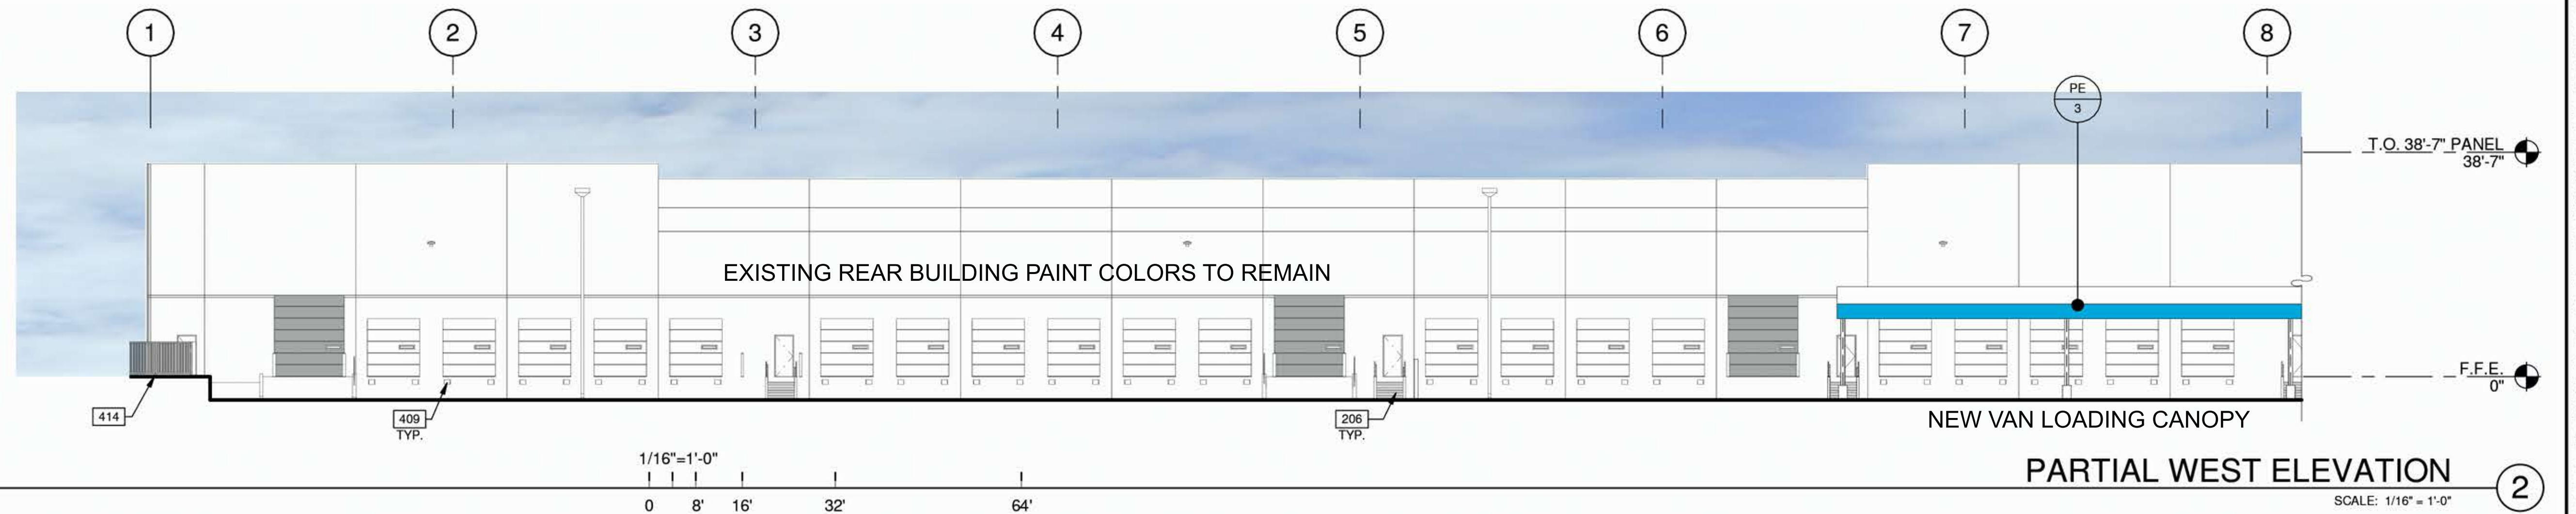 1 2 3 4 5 6 7 8
PE
3
T.O. 38'-7" PANEL
38'-7"
EXISTING REAR BUILDING PAINT COLORS TO REMAIN
F.F.E.
0"
414
409
TYP.
206
TYP.
NEW VAN LOADING CANOPY
1/16"=1'-0"
0 8' 16' 32' 64'
PARTIAL WEST ELEVATION
2
SCALE: 1/16" = 1'-0"